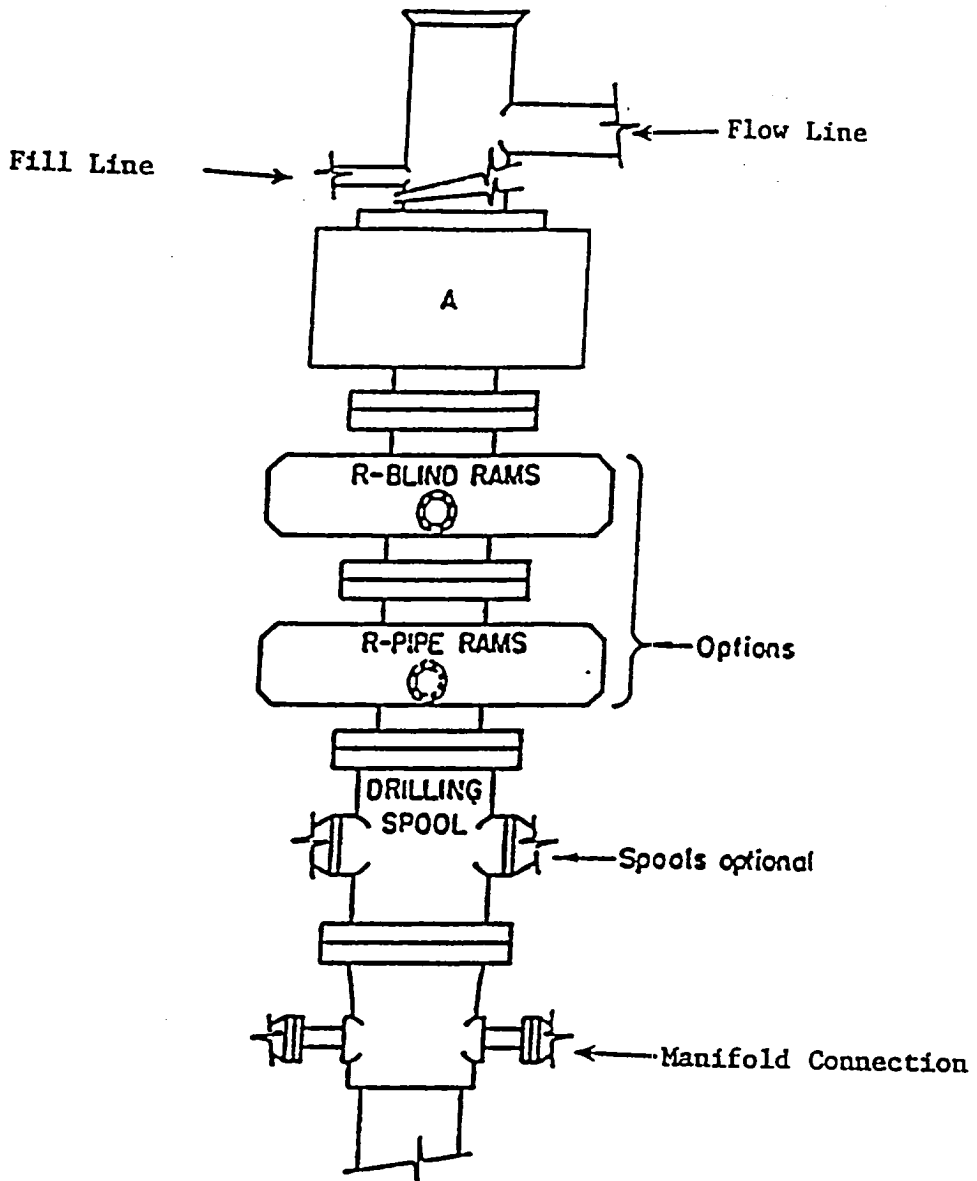 Flow Line
Fill Line
A
R-BLIND RAMS
R-PIPE RAMS
Options
DRILLING
SPOOL
Spools optional
Manifold Connection